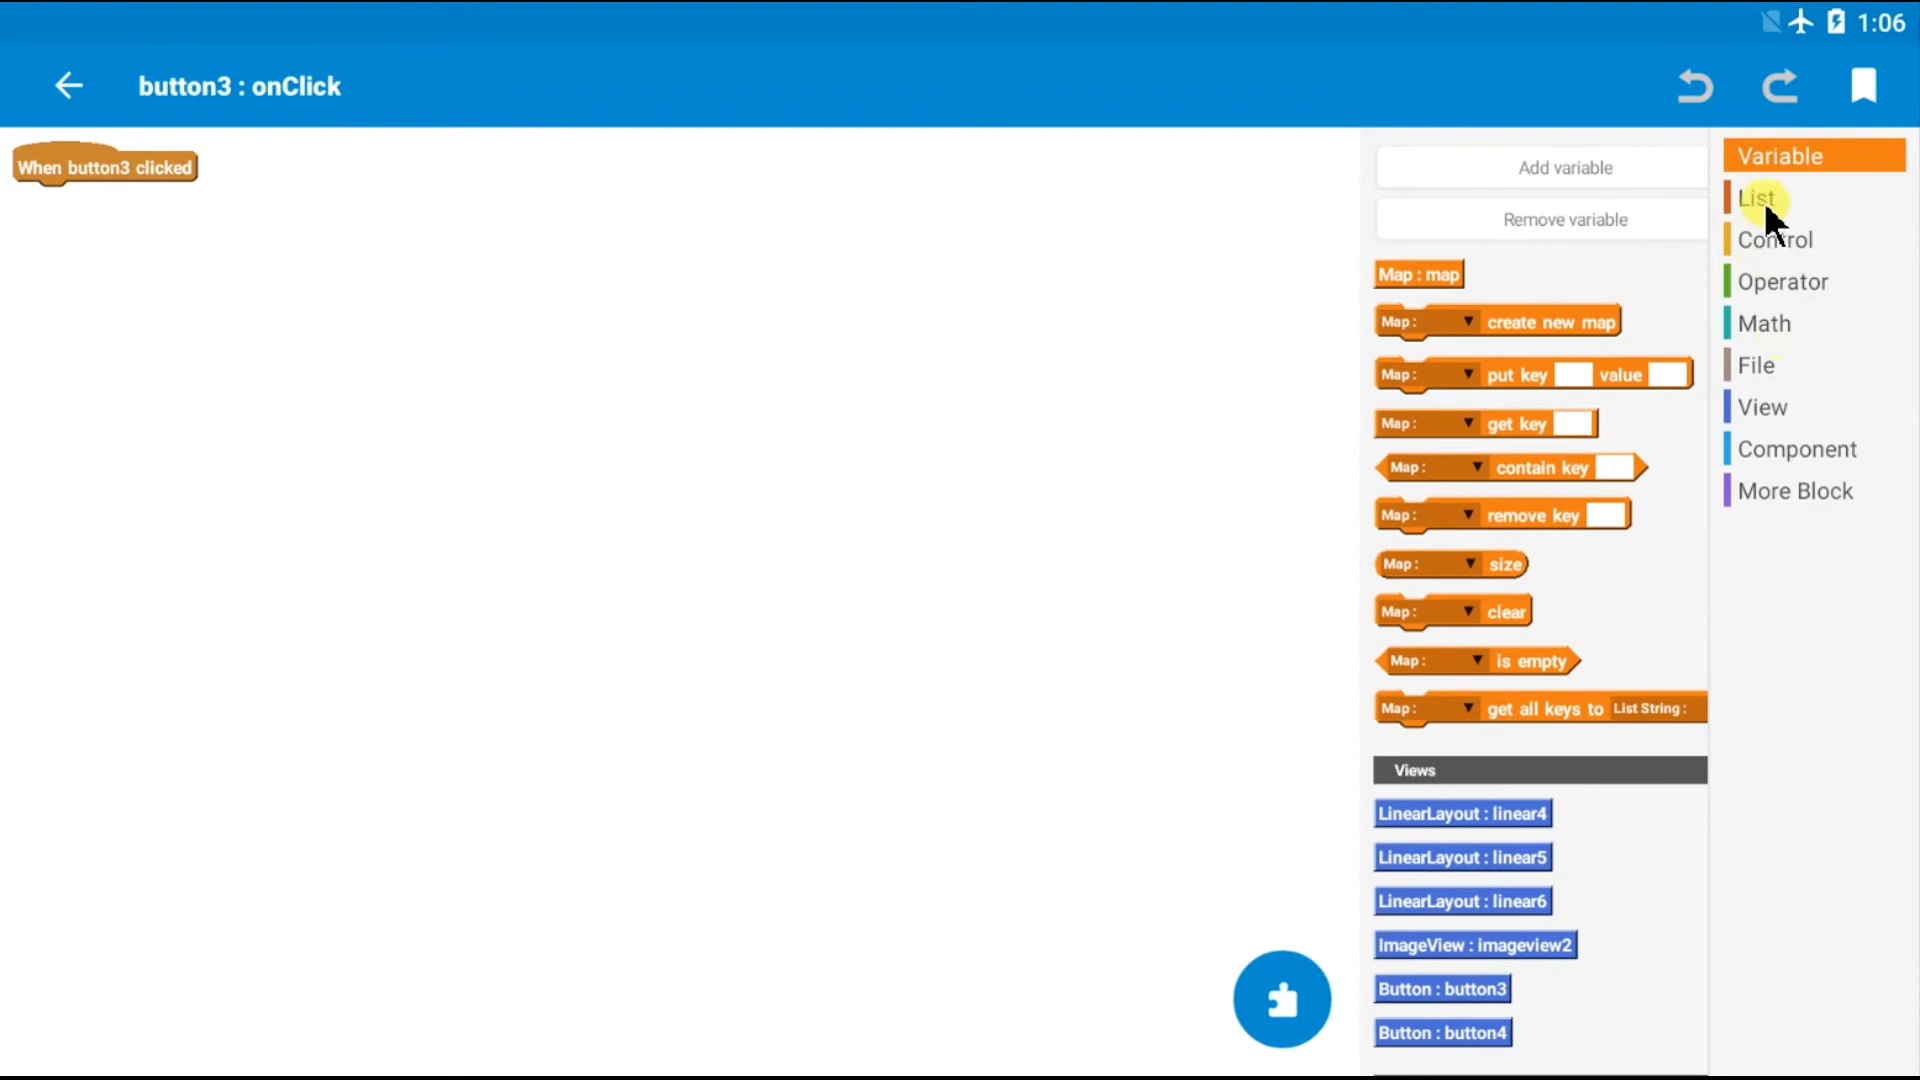 1:06
button3 : onClick
When button3 clicked
Add variable
Remove variable
Map : map
Map : create new map
Map : put key value
Map : get key
Map : contain key
Map : remove key
Map : size
Map : clear
Map : is empty
Map : get all keys to List String :
Views
LinearLayout : linear4
LinearLayout : linear5
LinearLayout : linear6
ImageView : imageview2
Button : button3
Button : button4
Variable
List
Control
Operator
Math
File
View
Component
More Block